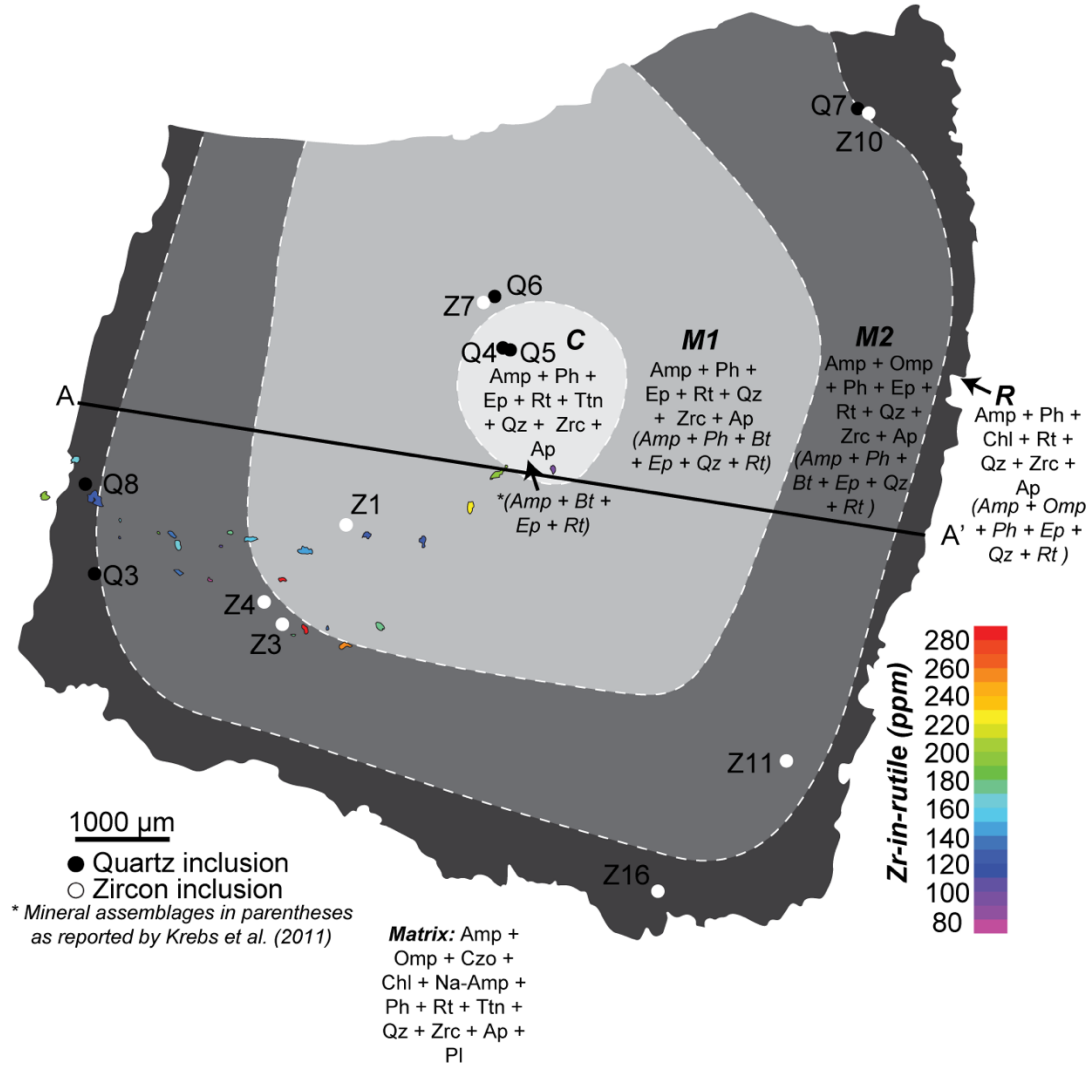 Q7
Z10
Q6
Z7
Q4
Q5
C
Amp + Ph +
Ep + Rt + Ttn
+ Qz + Zrc +
Ap
*(Amp + Bt +
Ep + Rt)
M1
Amp + Ph +
Ep + Rt + Qz
+ Zrc + Ap
(Amp + Ph + Bt
+ Ep + Qz + Rt)
M2
Amp + Omp
+ Ph + Ep +
Rt + Qz +
Zrc + Ap
(Amp + Ph +
Bt + Ep + Qz
+ Rt )
R
Amp + Ph +
Chl + Rt +
Qz + Zrc +
Ap
(Amp + Omp
+ Ph + Ep +
Qz + Rt )
A
A'
Q8
Q3
Z1
Z4
Z3
Z11
Z16
Zr-in-rutile (ppm)
280
260
240
220
200
180
160
140
120
100
80
1000 µm
Quartz inclusion
Zircon inclusion
* Mineral assemblages in parentheses
as reported by Krebs et al. (2011)
Matrix: Amp +
Omp + Czo +
Chl + Na-Amp +
Ph + Rt + Ttn +
Qz + Zrc + Ap +
Pl